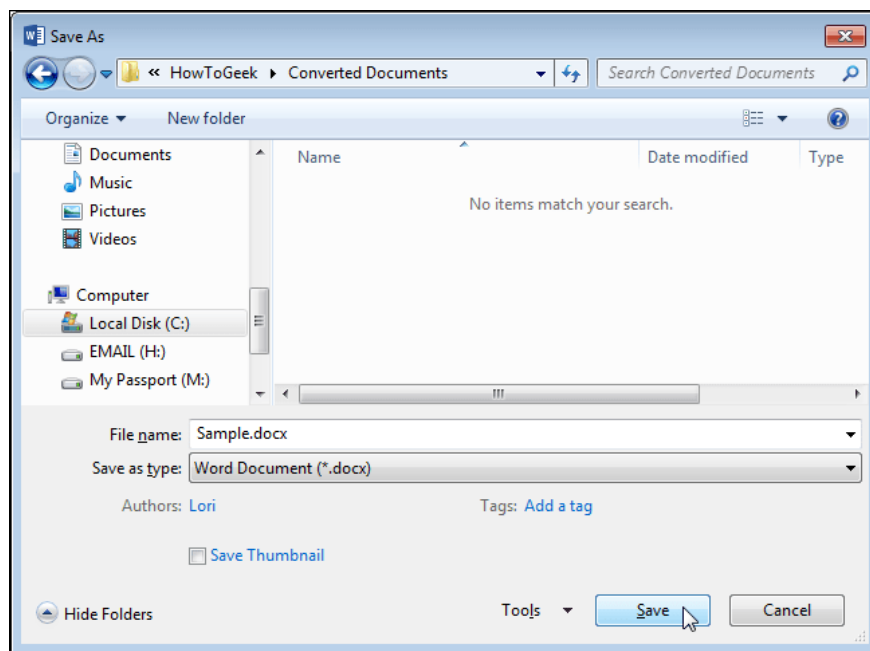 Save As
« HowToGeek ▸ Converted Documents
Search Converted Documents
Organize
New folder
Documents
Music
Pictures
Videos
Computer
Local Disk (C:)
EMAIL (H:)
My Passport (M:)
Name
Date modified
Type
No items match your search.
File name: Sample.docx
Save as type: Word Document (*.docx)
Authors: Lori
Tags: Add a tag
Save Thumbnail
Hide Folders
Tools
Save
Cancel